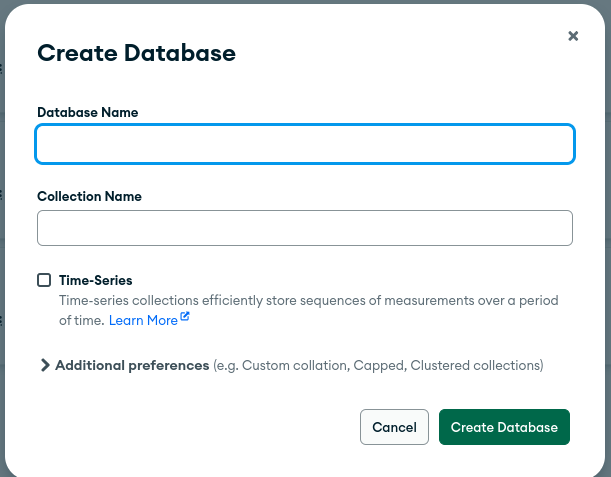 Create Database
Database Name
Collection Name
Time-Series
Time-series collections efficiently store sequences of measurements over a period
of time. Learn More
Additional preferences (e.g. Custom collation, Capped, Clustered collections)
Cancel
Create Database